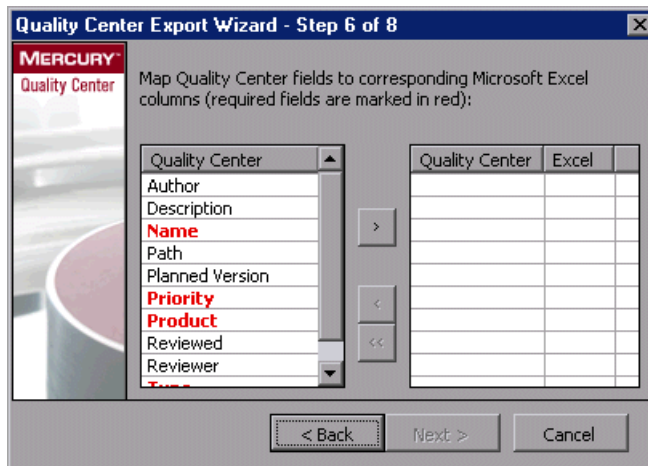 Quality Center Export Wizard - Step 6 of 8
MERCURY™
Quality Center
Map Quality Center fields to corresponding Microsoft Excel
columns (required fields are marked in red):
Quality Center
Author
Description
Name
Path
Planned Version
Priority
Product
Reviewed
Reviewer
Type
>
<
<<
Quality Center Excel
< Back Next > Cancel